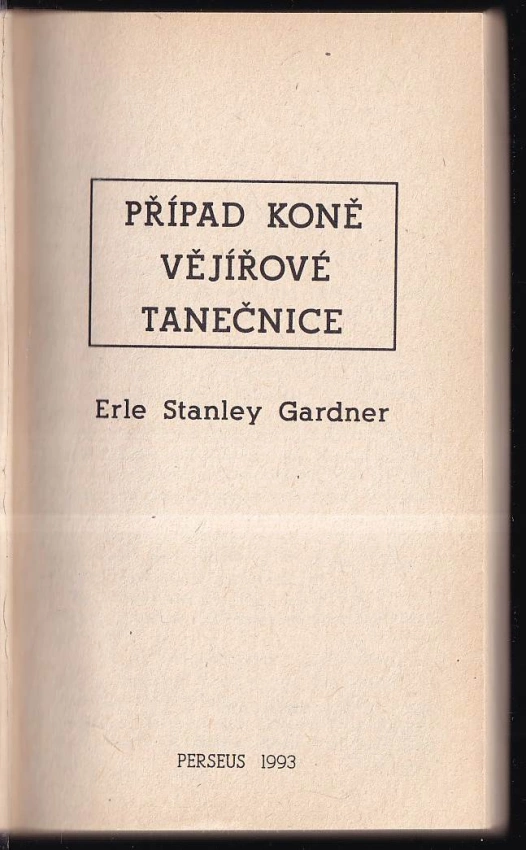 PŘÍPAD KONĚ
VĚJÍŘOVÉ
TANEČNICE
Erle Stanley Gardner
PERSEUS 1993